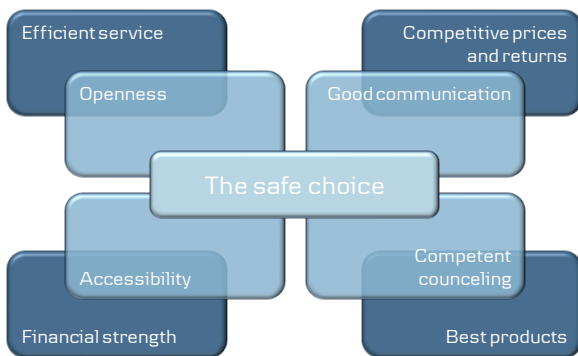 Efficient service
Competitive prices
and returns
Openness
Good communication
The safe choice
Accessibility
Competent
counceling
Financial strength
Best products